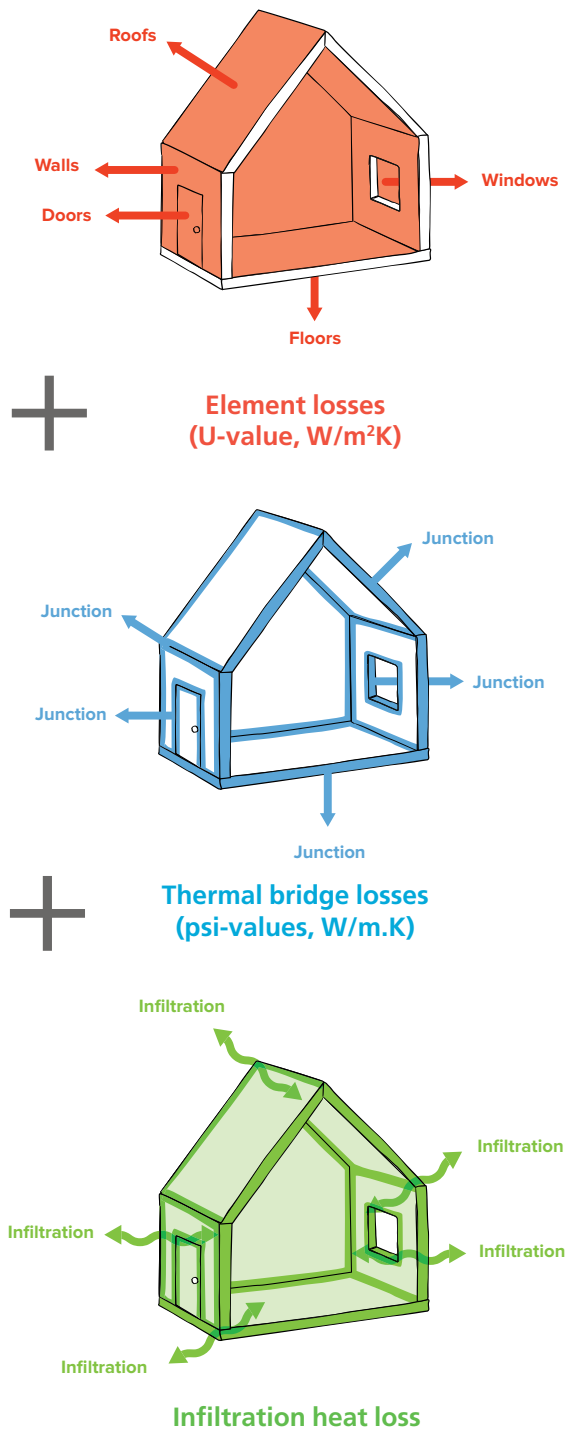 Roofs
Walls
Windows
Doors
Floors
Element losses
(U-value, W/m²K)
Junction
Junction
Junction
Junction
Junction
Thermal bridge losses
(psi-values, W/m.K)
Infiltration
Infiltration
Infiltration
Infiltration
Infiltration
Infiltration heat loss